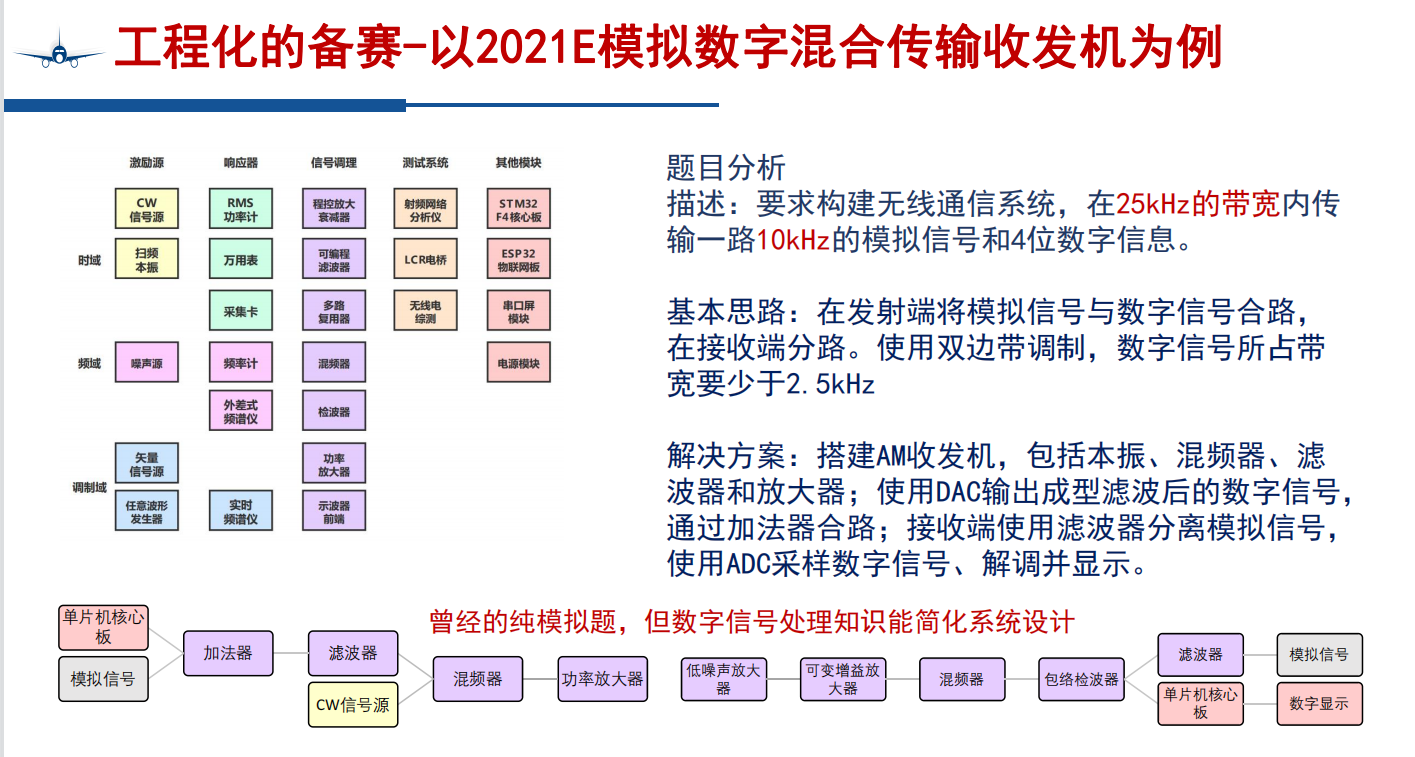 工程化的备赛-以2021E模拟数字混合传输收发机为例
激励源
响应器
信号调理
测试系统
其他模块
时域
CW
信号源
RMS
功率计
程控放大
衰减器
射频网络
分析仪
STM32
F4核心板
扫频
本振
万用表
可编程
滤波器
LCR电桥
ESP32
物联网板
采集卡
多路
复用器
无线电
综测
串口屏
模块
频域
噪声源
频率计
混频器
电源模块
外差式
频谱仪
检波器
调制域
矢量
信号源
功率
放大器
任意波形
发生器
实时
频谱仪
示波器
前端
题目分析
描述：要求构建无线通信系统，在25kHz的带宽内传
输一路10kHz的模拟信号和4位数字信息。
基本思路：在发射端将模拟信号与数字信号合路，
在接收端分路。使用双边带调制，数字信号所占带
宽要少于2.5kHz
解决方案：搭建AM收发机，包括本振、混频器、滤
波器和放大器；使用DAC输出成型滤波后的数字信号，
通过加法器合路；接收端使用滤波器分离模拟信号，
使用ADC采样数字信号、解调并显示。
曾经的纯模拟题，但数字信号处理知识能简化系统设计
单片机核心
板
模拟信号
加法器
滤波器
CW信号源
混频器
功率放大器
低噪声放大
器
可变增益放
大器
混频器
包络检波器
滤波器
模拟信号
单片机核心
板
数字显示